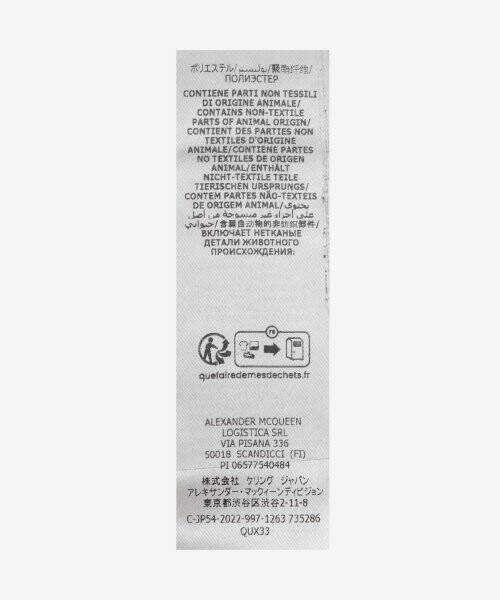 ポリエステル/بوليستر/聚酯纤维/
ПОЛИЭСТЕР
CONTIENE PARTI NON TESSILI
DI ORIGINE ANIMALE/
CONTAINS NON-TEXTILE
PARTS OF ANIMAL ORIGIN/
CONTIENT DES PARTIES NON
TEXTILES D'ORIGINE
ANIMALE/CONTIENE PARTES
NO TEXTILES DE ORIGEN
ANIMAL/ENTHÄLT
NICHT-TEXTILE TEILE
TIERISCHEN URSPRUNGS/
CONTEM PARTES NÃO-TEXTEIS
DE ORIGEM ANIMAL/يحتوي
على أجزاء غير منسوجة من أصل
حيواني/含展自动物的非纺织部件/
ВКЛЮЧАЕТ НЕТКАНЫЕ
ДЕТАЛИ ЖИВОТНОГО
ПРОИСХОЖДЕНИЯ:
FR
quefairedemesdechets.fr
ALEXANDER MCQUEEN
LOGISTICA SRL
VIA PISANA 336
50018 SCANDICCI (FI)
PI 06577540484
株式会社 ケリング ジャパン
アレキサンダー・マックイーンディビジョン
東京都渋谷区渋谷2-11-8
C-JP54-2022-997-1263 735286
QUX33